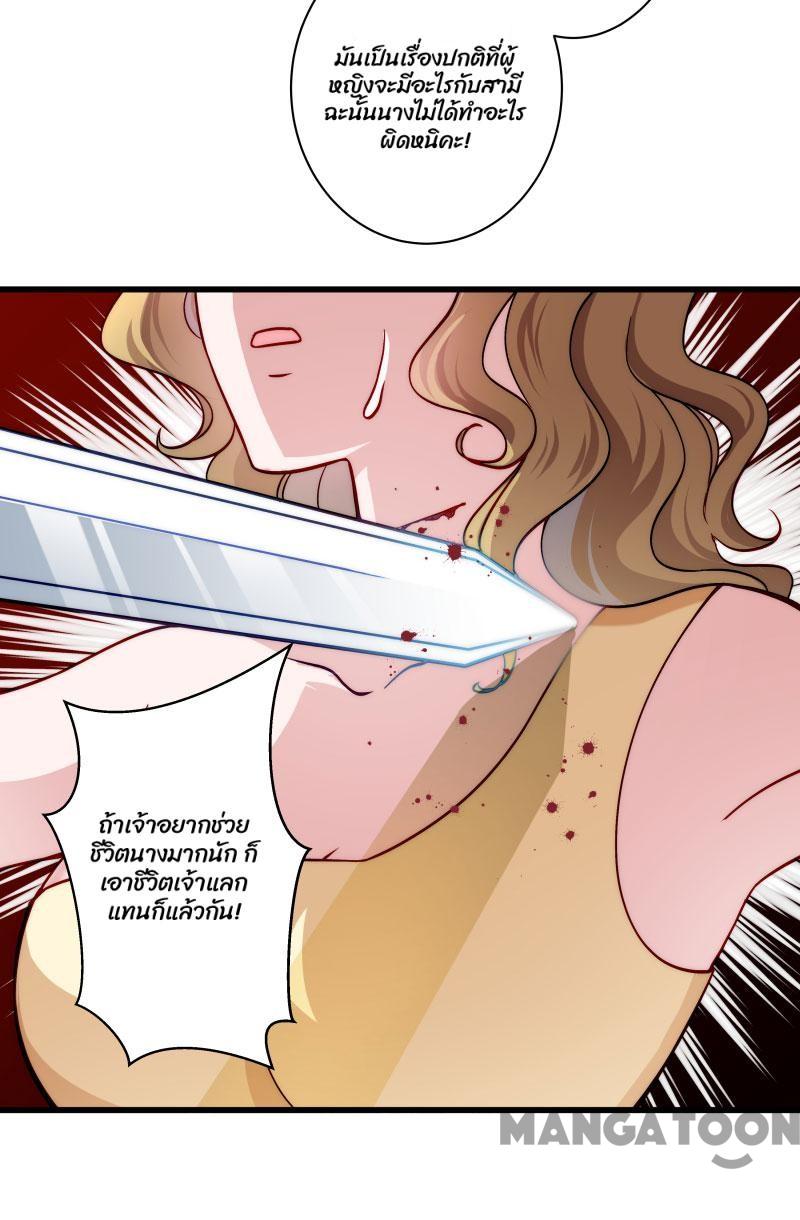 มันเป็นเรื่องปกติที่ผู้
หญิงจะมีอะไรกับสามี
ฉะนั้นนางไม่ได้ทำอะไร
ผิดหนิคะ!
ถ้าเจ้าอยากช่วย
ชีวิตนางมากนัก ก็
เอาชีวิตเจ้าแลก
แทนก็แล้วกัน!
MANGATOON